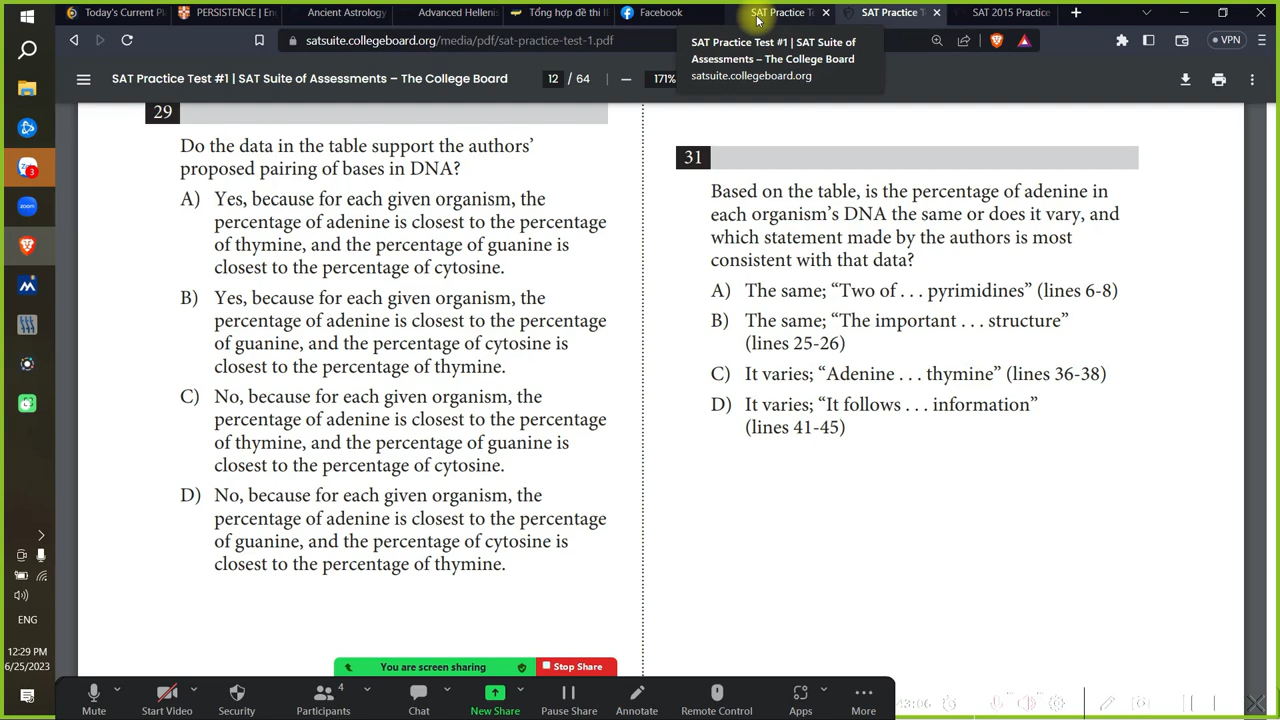 Today's Current Pl
PERSISTENCE | En
Ancient Astrology
Advanced Hellenis
Tổng hợp đề thi IE
Facebook
SAT Practice Te
SAT Practice T
SAT 2015 Practice
satsuite.collegeboard.org/media/pdf/sat-practice-test-1.pdf
VPN
SAT Practice Test #1 | SAT Suite of
Assessments – The College Board
satsuite.collegeboard.org
SAT Practice Test #1 | SAT Suite of Assessments – The College Board
12 / 64
171%
29
Do the data in the table support the authors’
proposed pairing of bases in DNA?
A) Yes, because for each given organism, the
percentage of adenine is closest to the percentage
of thymine, and the percentage of guanine is
closest to the percentage of cytosine.
B) Yes, because for each given organism, the
percentage of adenine is closest to the percentage
of guanine, and the percentage of cytosine is
closest to the percentage of thymine.
C) No, because for each given organism, the
percentage of adenine is closest to the percentage
of thymine, and the percentage of guanine is
closest to the percentage of cytosine.
D) No, because for each given organism, the
percentage of adenine is closest to the percentage
of guanine, and the percentage of cytosine is
closest to the percentage of thymine.
31
Based on the table, is the percentage of adenine in
each organism’s DNA the same or does it vary, and
which statement made by the authors is most
consistent with that data?
A) The same; “Two of . . . pyrimidines” (lines 6-8)
B) The same; “The important . . . structure”
(lines 25-26)
C) It varies; “Adenine . . . thymine” (lines 36-38)
D) It varies; “It follows . . . information”
(lines 41-45)
3
zoom
ENG
12:29 PM
6/25/2023
You are screen sharing
Stop Share
4
Mute
Start Video
Security
Participants
Chat
New Share
Pause Share
Annotate
Remote Control
Apps
More
43:06